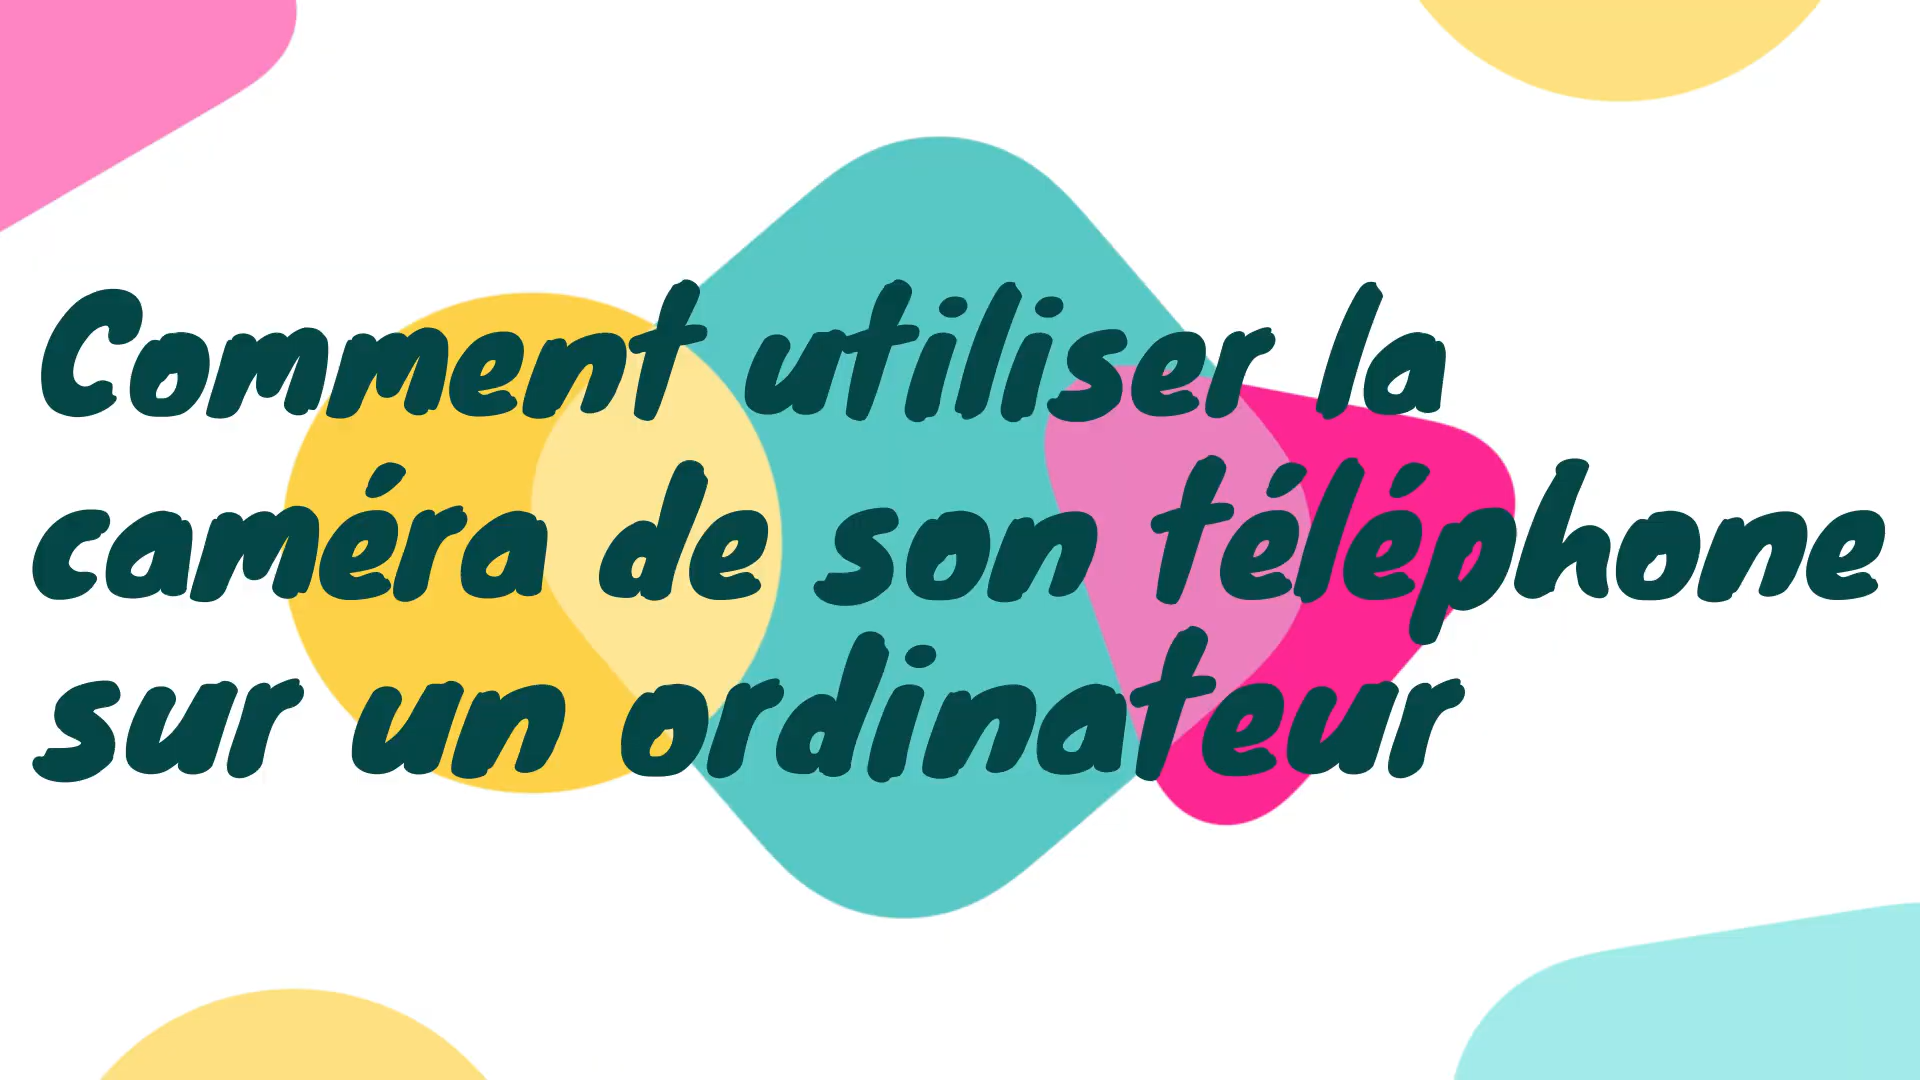 Comment utiliser la
caméra de son téléphone
sur un ordinateur